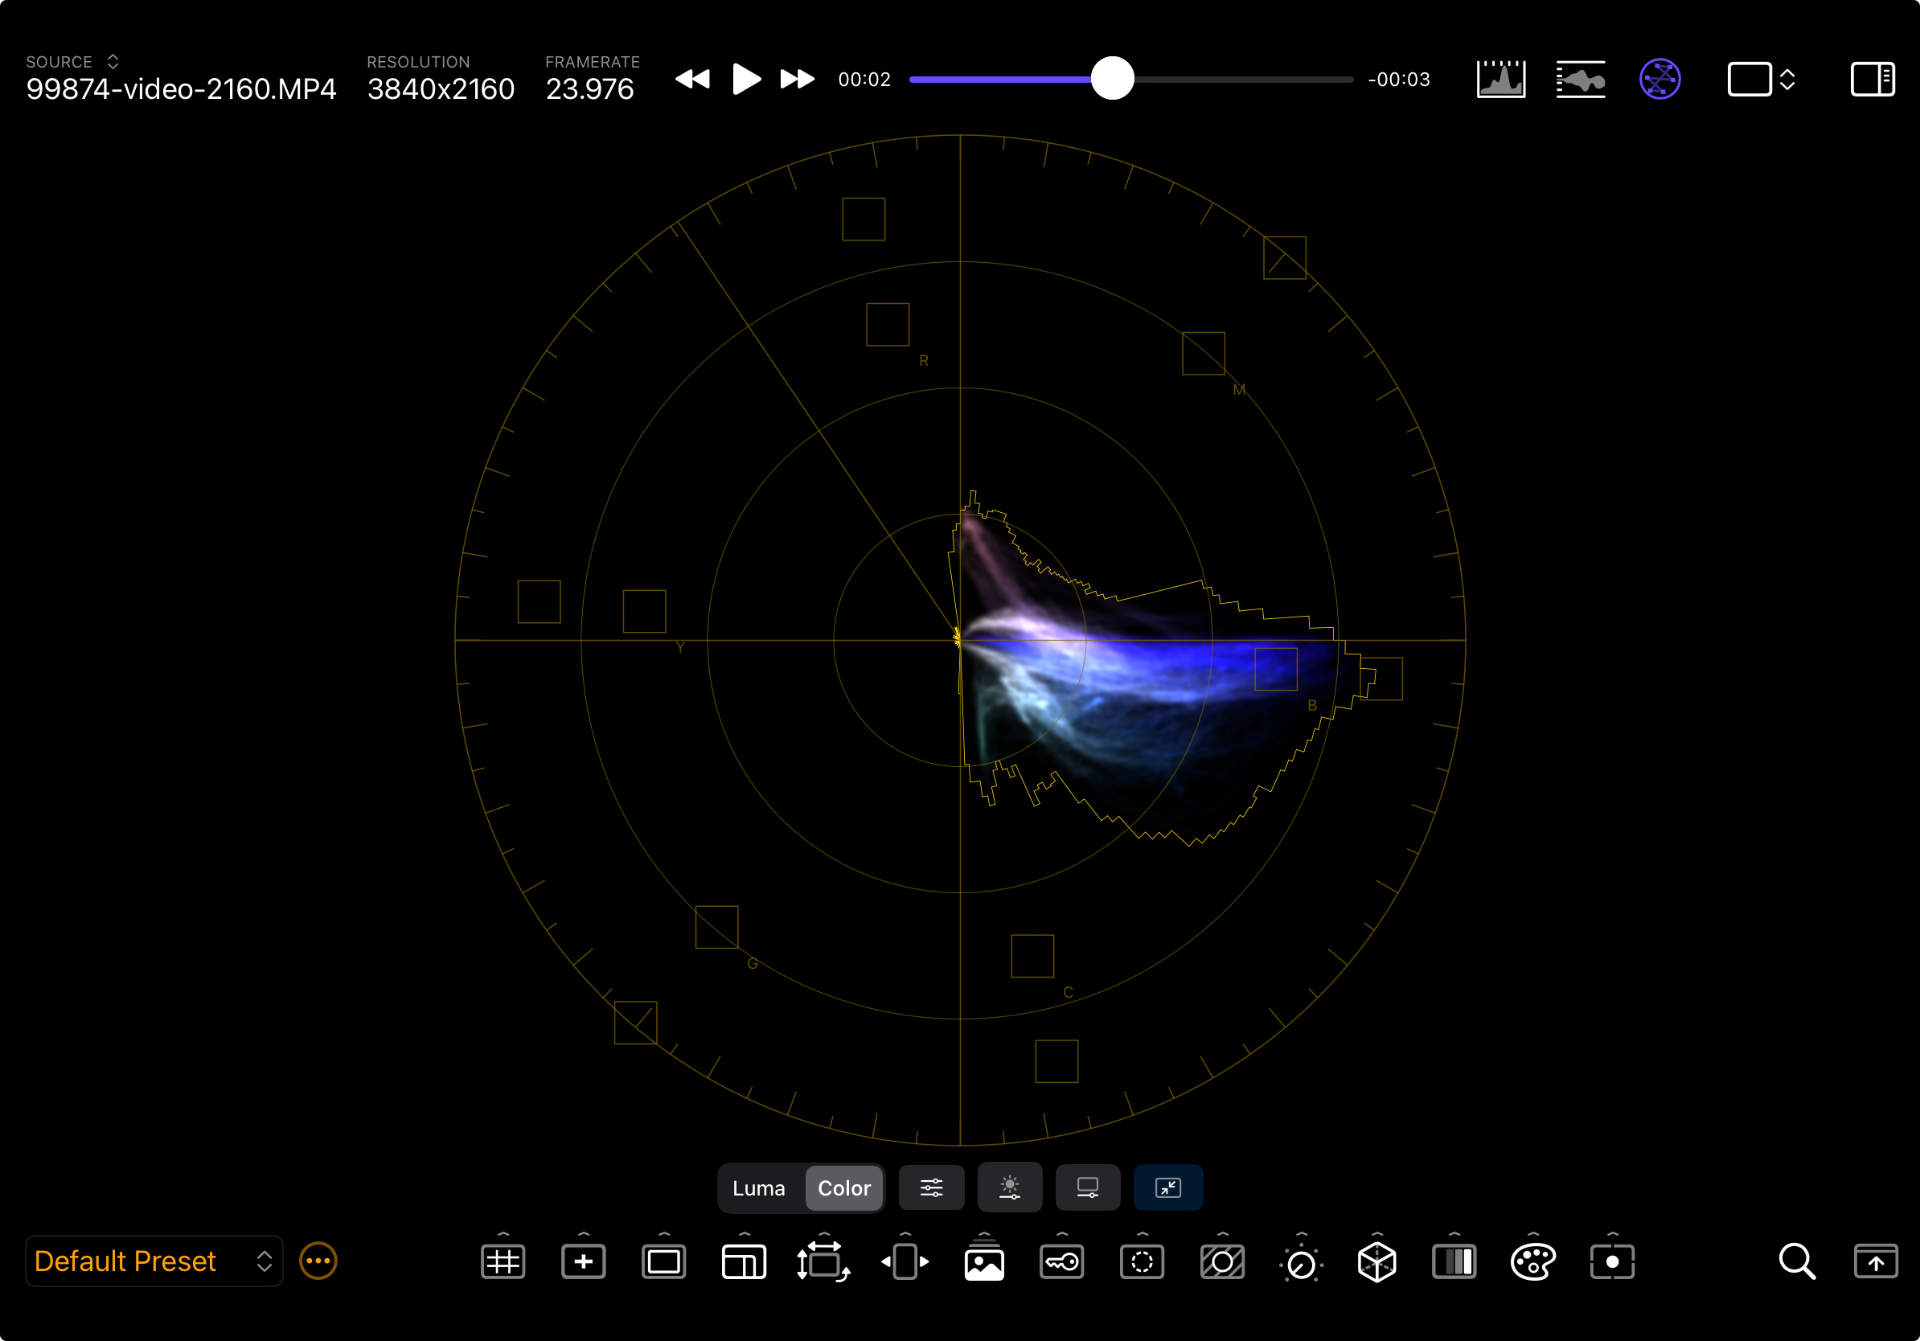 SOURCE
99874-video-2160.MP4
RESOLUTION
3840x2160
FRAMERATE
23.976
00:02
-00:03
R
M
Y
B
G
C
Luma
Color
Default Preset